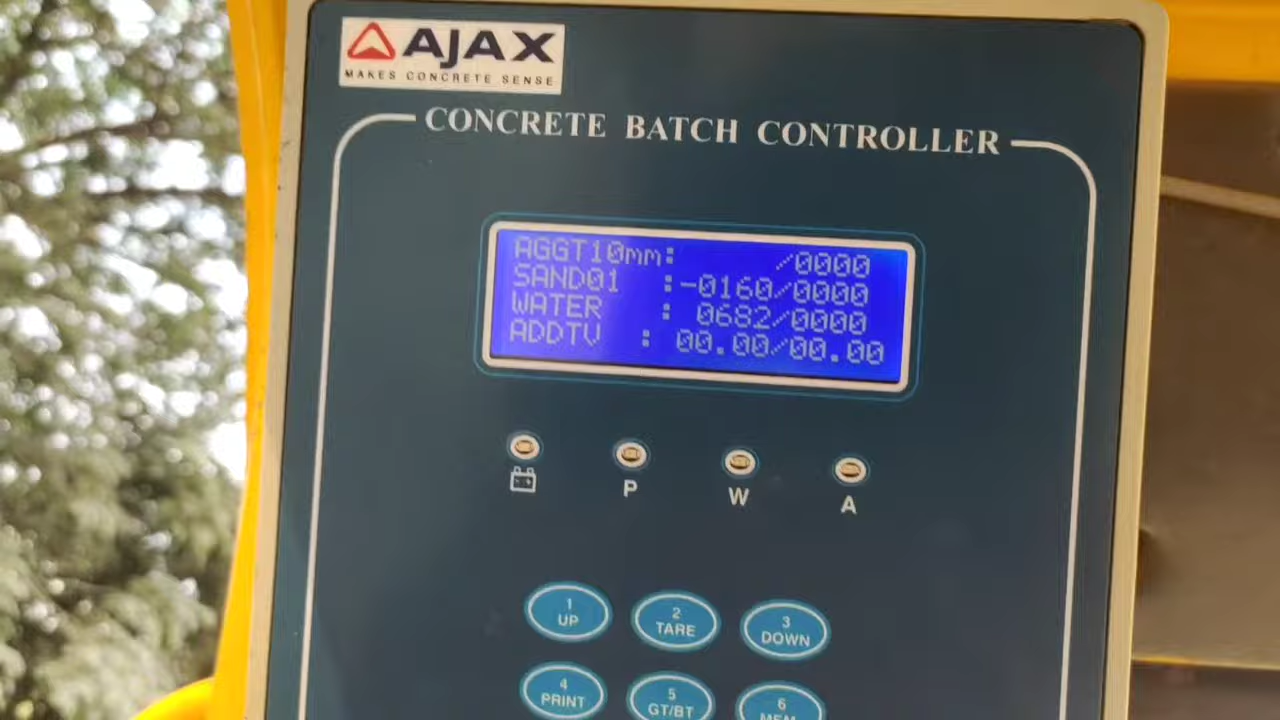 AJAX
MAKES CONCRETE SENSE
CONCRETE BATCH CONTROLLER
AGGT10mm: /0000
SAND01 :-0160/0000
WATER : 0682/0000
ADDTV : 00.00/00.00
P W A
1 2 3
UP TARE DOWN
4 5 6
PRINT GT/BT MEM